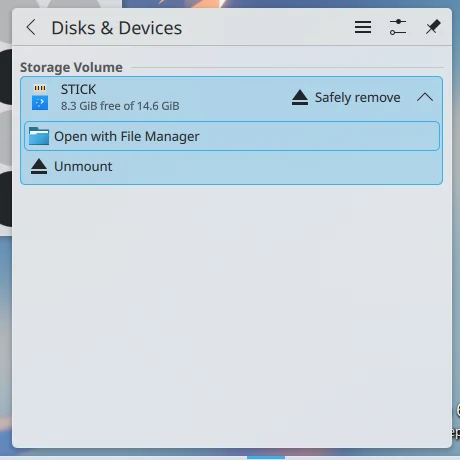 Disks & Devices
Storage Volume
STICK
8.3 GiB free of 14.6 GiB
Safely remove
Open with File Manager
Unmount